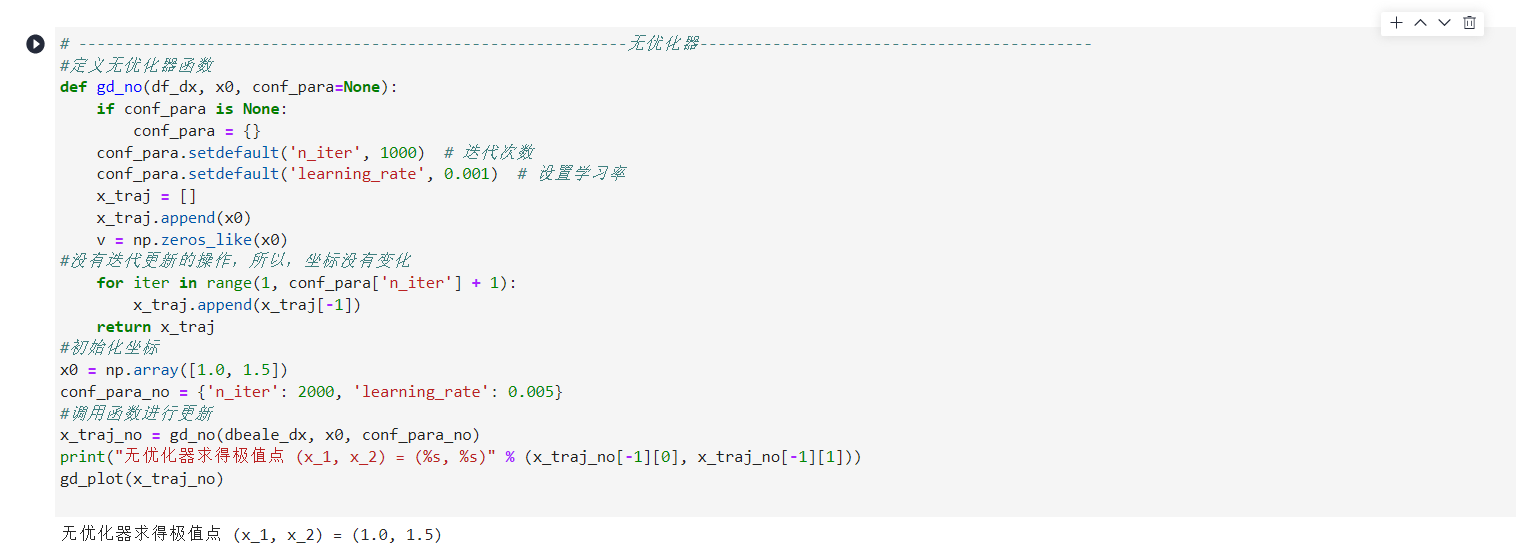 # ------------------------------------------------------------无优化器-------------------------------------------
#定义无优化器函数
def gd_no(df_dx, x0, conf_para=None):
    if conf_para is None:
        conf_para = {}
    conf_para.setdefault('n_iter', 1000)  # 迭代次数
    conf_para.setdefault('learning_rate', 0.001)  # 设置学习率
    x_traj = []
    x_traj.append(x0)
    v = np.zeros_like(x0)
#没有迭代更新的操作，所以，坐标没有变化
    for iter in range(1, conf_para['n_iter'] + 1):
        x_traj.append(x_traj[-1])
    return x_traj
#初始化坐标
x0 = np.array([1.0, 1.5])
conf_para_no = {'n_iter': 2000, 'learning_rate': 0.005}
#调用函数进行更新
x_traj_no = gd_no(dbeale_dx, x0, conf_para_no)
print("无优化器求得极值点 (x_1, x_2) = (%s, %s)" % (x_traj_no[-1][0], x_traj_no[-1][1]))
gd_plot(x_traj_no)
无优化器求得极值点 (x_1, x_2) = (1.0, 1.5)